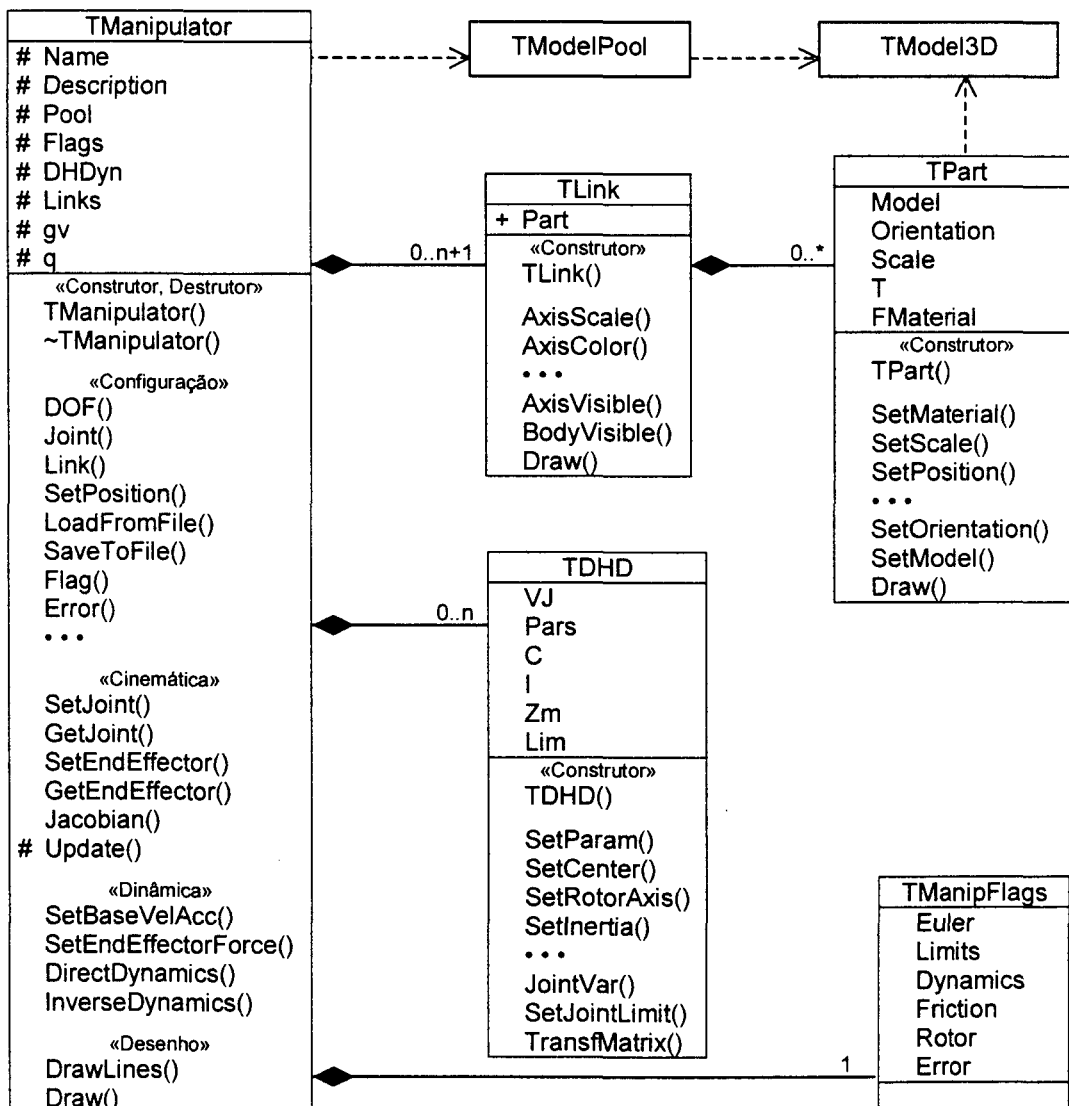 TManipulator
# Name
# Description
# Pool
# Flags
# DHDyn
# Links
# gv
# q
«Construtor, Destrutor»
TManipulator()
~TManipulator()
«Configuração»
DOF()
Joint()
Link()
SetPosition()
LoadFromFile()
SaveToFile()
Flag()
Error()
• • •
«Cinemática»
SetJoint()
GetJoint()
SetEndEffector()
GetEndEffector()
Jacobian()
# Update()
«Dinâmica»
SetBaseVelAcc()
SetEndEffectorForce()
DirectDynamics()
InverseDynamics()
«Desenho»
DrawLines()
Draw()
TModelPool
TModel3D
0..n+1
TLink
+ Part
«Construtor»
TLink()
AxisScale()
AxisColor()
• • •
AxisVisible()
BodyVisible()
Draw()
0..*
TPart
Model
Orientation
Scale
T
FMaterial
«Construtor»
TPart()
SetMaterial()
SetScale()
SetPosition()
• • •
SetOrientation()
SetModel()
Draw()
0..n
TDHD
VJ
Pars
C
I
Zm
Lim
«Construtor»
TDHD()
SetParam()
SetCenter()
SetRotorAxis()
SetInertia()
• • •
JointVar()
SetJointLimit()
TransfMatrix()
1
TManipFlags
Euler
Limits
Dynamics
Friction
Rotor
Error